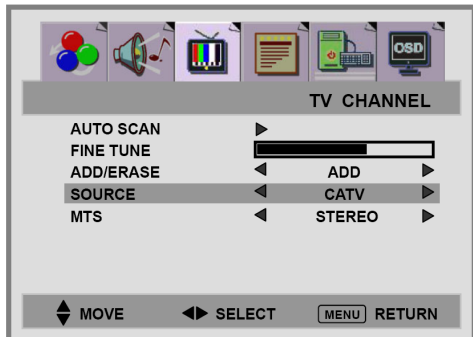 OSD
TV CHANNEL
AUTO SCAN
FINE TUNE
ADD/ERASE ADD
SOURCE CATV
MTS STEREO
MOVE SELECT MENU RETURN